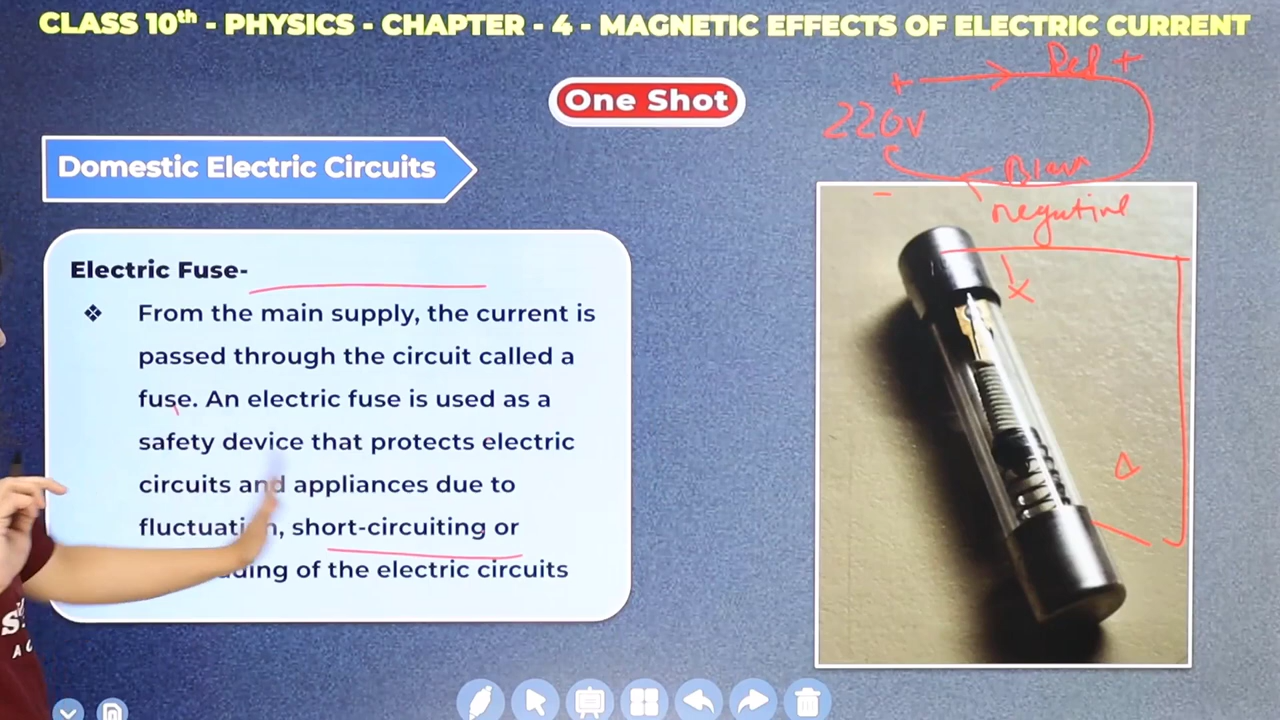 CLASS 10th - PHYSICS - CHAPTER - 4 - MAGNETIC EFFECTS OF ELECTRIC CURRENT
One Shot
Domestic Electric Circuits
Electric Fuse-
❖ From the main supply, the current is
passed through the circuit called a
fuse. An electric fuse is used as a
safety device that protects electric
circuits and appliances due to
fluctuation, short-circuiting or
of the electric circuits
+
Red +
220v
-
negative
x